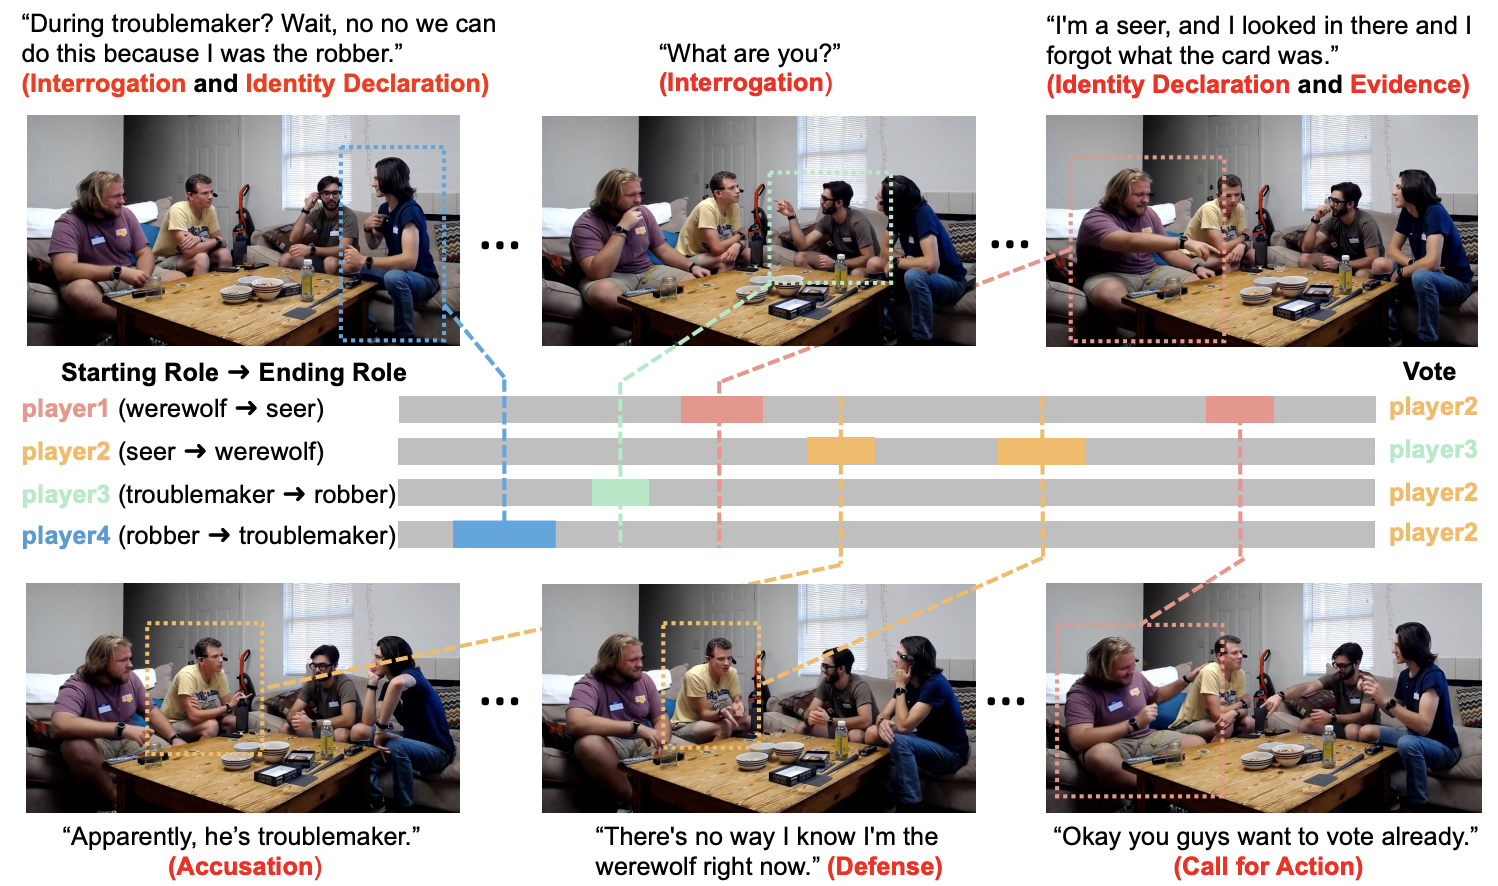 “During troublemaker? Wait, no no we can
do this because I was the robber.”
(Interrogation and Identity Declaration)
“What are you?”
(Interrogation)
“I'm a seer, and I looked in there and I
forgot what the card was.”
(Identity Declaration and Evidence)
...
...
Starting Role → Ending Role
Vote
player1 (werewolf → seer)
player2
player2 (seer → werewolf)
player3
player3 (troublemaker → robber)
player2
player4 (robber → troublemaker)
player2
...
...
“Apparently, he’s troublemaker.”
(Accusation)
“There's no way I know I'm the
werewolf right now.” (Defense)
“Okay you guys want to vote already.”
(Call for Action)